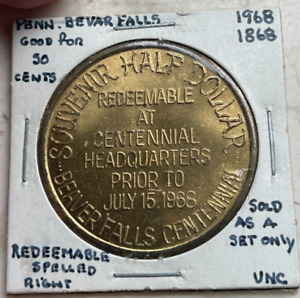 PENN. BEVAR FALLS
GOOD FOR
50
CENTS
1968
1868
SOUVENIR HALF DOLLAR
REDEEMABLE
AT
CENTENNIAL
HEADQUARTERS
PRIOR TO
JULY 15, 1968
BEAVER FALLS CENTENNIAL
REDEEMABLE
SPELLED
RIGHT
SOLD
AS A
SET ONLY
UNC